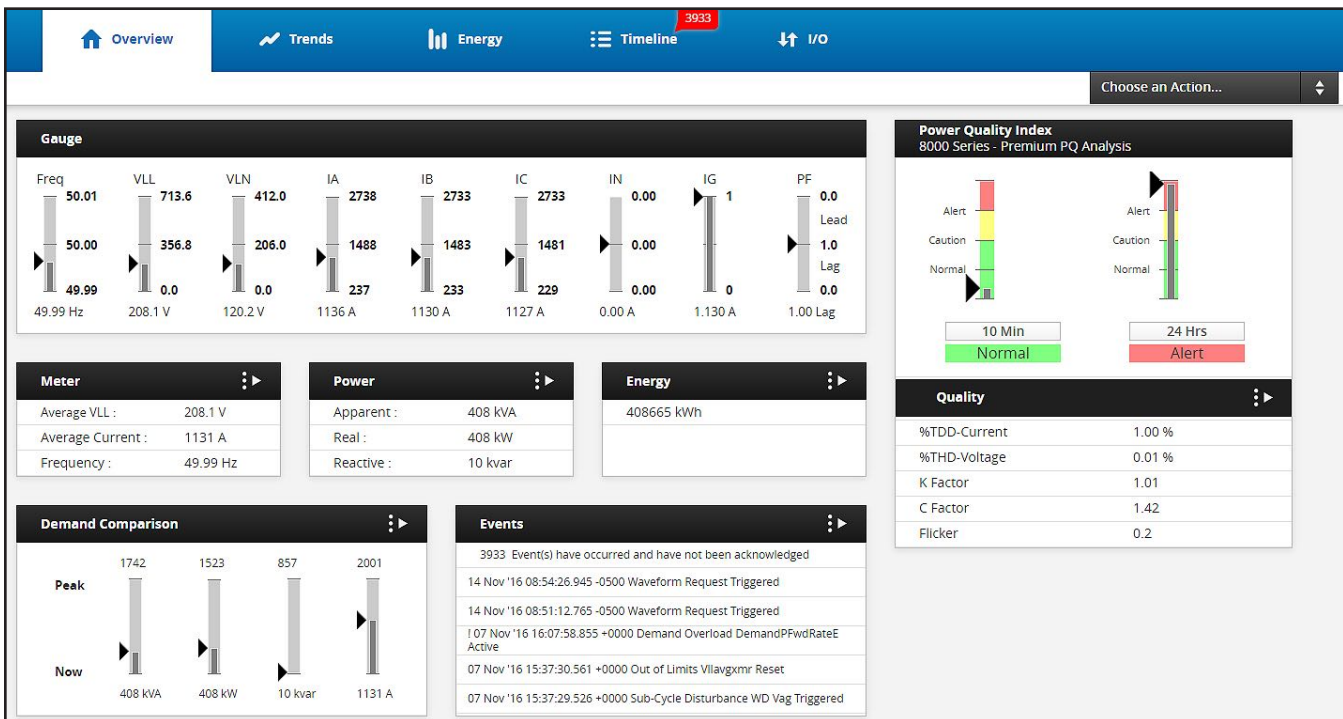 3933
Overview Trends Energy Timeline I/O
Choose an Action...
Gauge
Freq VLL VLN IA IB IC IN IG PF
50.01 713.6 412.0 2738 2733 2733 0.00 1 0.0
Lead
50.00 356.8 206.0 1488 1483 1481 0.00 1.0
Lag
49.99 0.0 0.0 237 233 229 0.00 0 0.0
49.99 Hz 208.1 V 120.2 V 1136 A 1130 A 1127 A 0.00 A 1.130 A 1.00 Lag
Power Quality Index
8000 Series - Premium PQ Analysis
Alert Alert
Caution Caution
Normal Normal
10 Min 24 Hrs
Normal Alert
Meter
Average VLL : 208.1 V
Average Current : 1131 A
Frequency : 49.99 Hz
Power
Apparent : 408 kVA
Real : 408 kW
Reactive : 10 kvar
Energy
408665 kWh
Quality
%TDD-Current 1.00 %
%THD-Voltage 0.01 %
K Factor 1.01
C Factor 1.42
Flicker 0.2
Demand Comparison
1742 1523 857 2001
Peak
Now
408 kVA 408 kW 10 kvar 1131 A
Events
3933 Event(s) have occurred and have not been acknowledged
14 Nov '16 08:54:26.945 -0500 Waveform Request Triggered
14 Nov '16 08:51:12.765 -0500 Waveform Request Triggered
! 07 Nov '16 16:07:58.855 +0000 Demand Overload DemandPFwdRateE
Active
07 Nov '16 15:37:30.561 +0000 Out of Limits Vllavgxmr Reset
07 Nov '16 15:37:29.526 +0000 Sub-Cycle Disturbance WD Vag Triggered